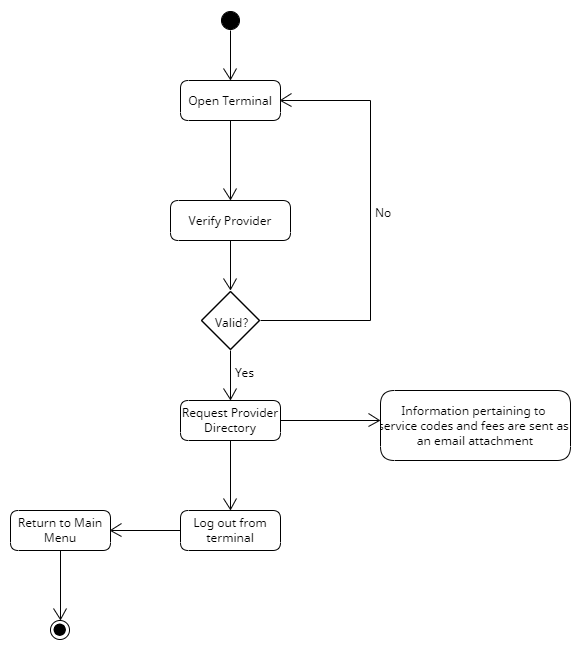 Open Terminal
No
Verify Provider
Valid?
Yes
Request Provider
Directory
Information pertaining to
service codes and fees are sent as
an email attachment
Return to Main
Menu
Log out from
terminal